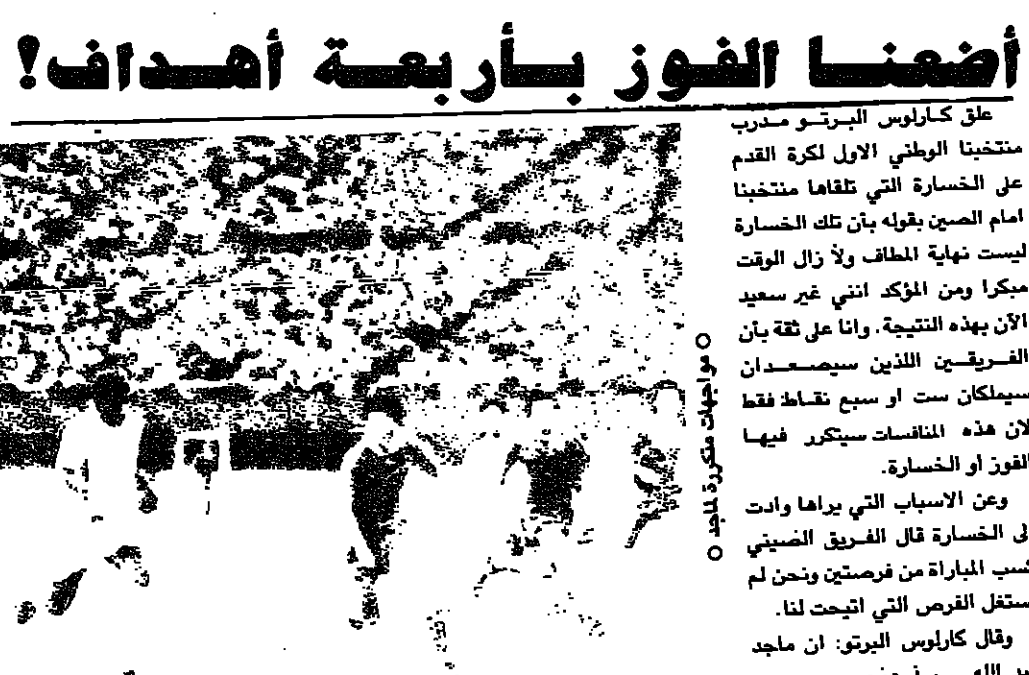 أضعنا الفوز بأربعة أهداف!
علق كارلوس البرتو مدرب
منتخبنا الوطني الاول لكرة القدم
على الخسارة التي تلقاها منتخبنا
امام الصين بقوله بأن تلك الخسارة
ليست نهاية المطاف ولا زال الوقت
مبكرا ومن المؤكد انني غير سعيد
الآن بهذه النتيجة. وانا على ثقة بأن
الفريقين اللذين سيصعدان
سيملكان ست او سبع نقاط فقط
لان هذه المنافسات سيتكرر فيها
الفوز أو الخسارة.
وعن الاسباب التي يراها وادت
الى الخسارة قال الفريق الصيني
كسب المباراة من فرصتين ونحن لم
نستغل الفرص التي اتيحت لنا.
وقال كارلوس البرتو: ان ماجد
الله
○ مواجهات متكررة لماجد ○